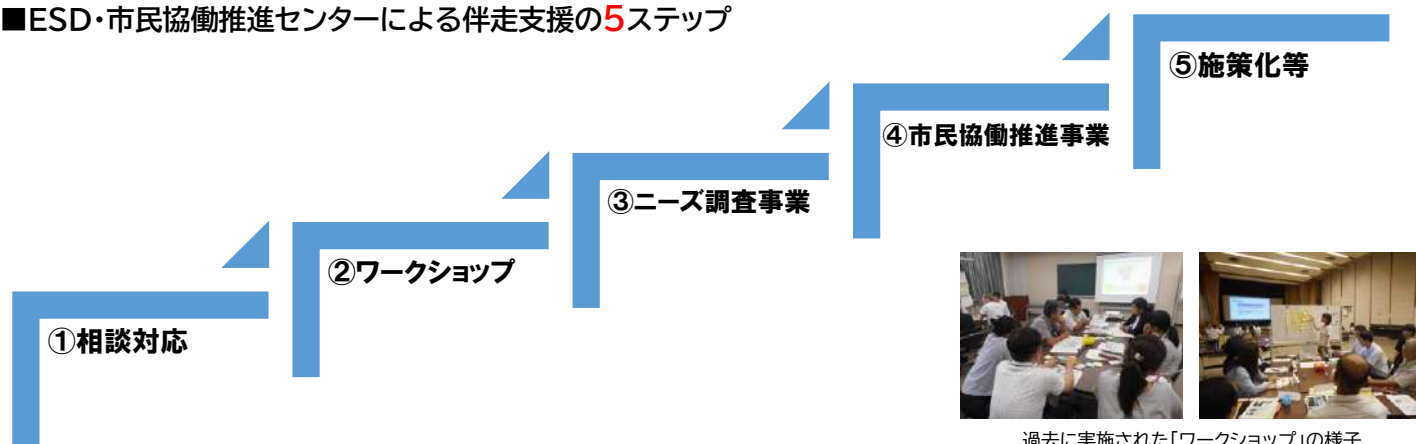 ■ESD・市民協働推進センターによる伴走支援の5ステップ
⑤施策化等
④市民協働推進事業
③ニーズ調査事業
②ワークショップ
①相談対応
過去に実施された「ワークショップ」の様子